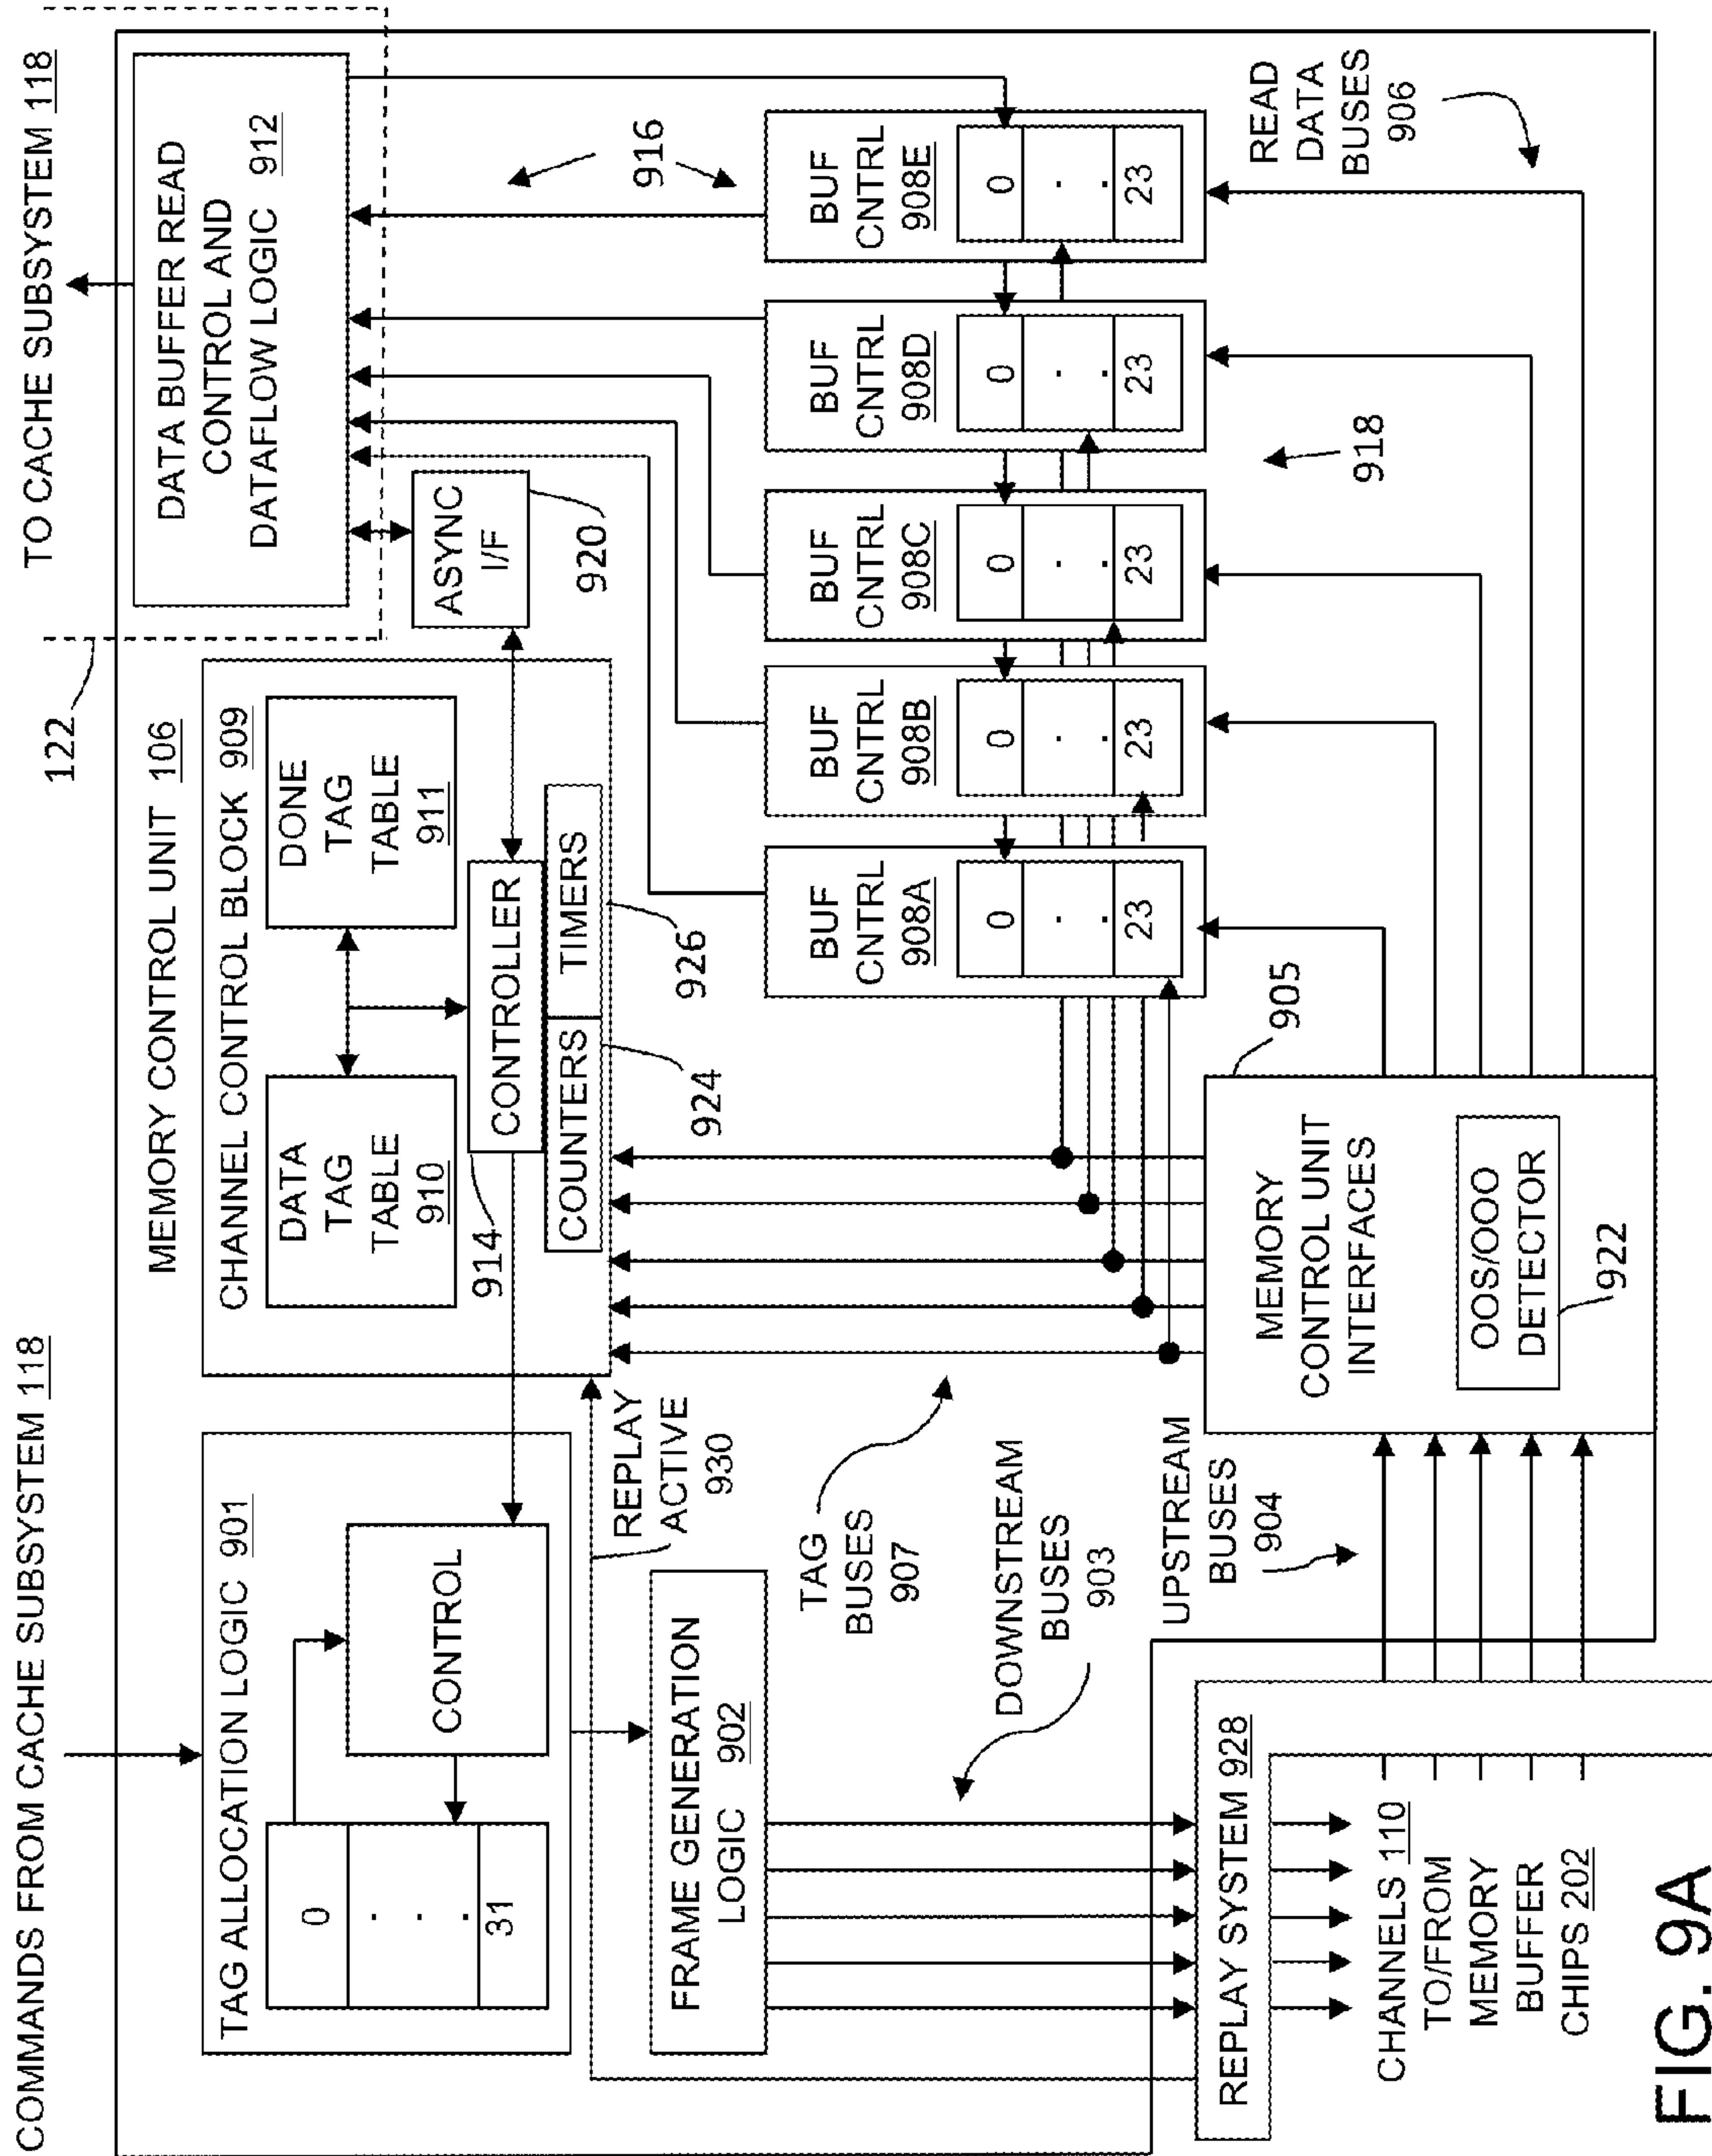 COMMANDS FROM CACHE SUBSYSTEM 118
TO CACHE SUBSYSTEM 118
122
MEMORY CONTROL UNIT 106
TAG ALLOCATION LOGIC 901
0
.
.
.
31
CONTROL
CHANNEL CONTROL BLOCK 909
DATA
TAG
TABLE
910
DONE
TAG
TABLE
911
914
CONTROLLER
COUNTERS
TIMERS
924
926
DATA BUFFER READ
CONTROL AND
DATAFLOW LOGIC 912
ASYNC
I/F
920
916
REPLAY
ACTIVE
930
FRAME GENERATION
LOGIC 902
TAG
BUSES
907
DOWNSTREAM
BUSES
903
BUF
CNTRL
908A
0
.
.
23
BUF
CNTRL
908B
0
.
.
23
BUF
CNTRL
908C
0
.
.
23
BUF
CNTRL
908D
0
.
.
23
BUF
CNTRL
908E
0
.
.
23
918
READ
DATA
BUSES
906
UPSTREAM
BUSES
904
905
MEMORY
CONTROL UNIT
INTERFACES
OOS/OOO
DETECTOR
922
REPLAY SYSTEM 928
CHANNELS 110
TO/FROM
MEMORY
BUFFER
CHIPS 202
FIG. 9A